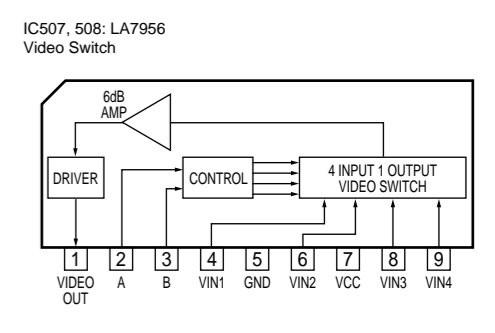 IC507, 508: LA7956
Video Switch
6dB
AMP
DRIVER
CONTROL
4 INPUT 1 OUTPUT
VIDEO SWITCH
1 2 3 4 5 6 7 8 9
VIDEO OUT A B VIN1 GND VIN2 VCC VIN3 VIN4